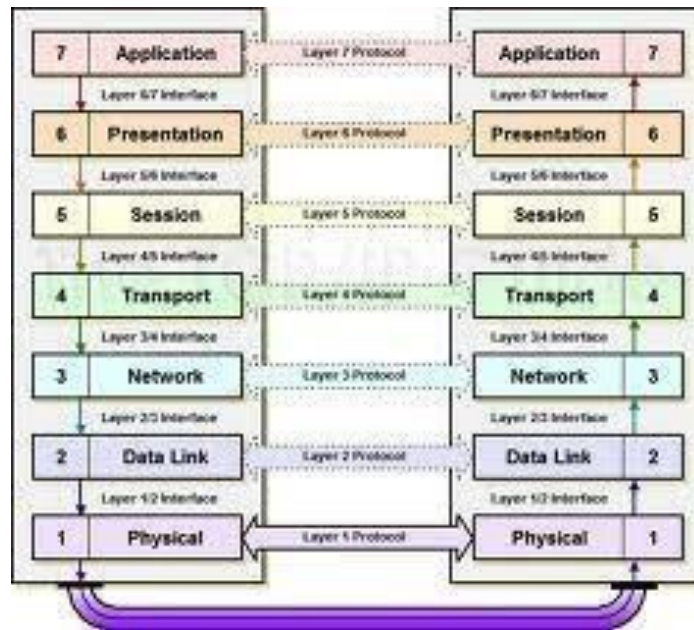 7 Application Layer 7 Protocol Application 7
Layer 6/7 Interface Layer 6/7 Interface
6 Presentation Layer 6 Protocol Presentation 6
Layer 5/6 Interface Layer 5/6 Interface
5 Session Layer 5 Protocol Session 5
Layer 4/5 Interface Layer 4/5 Interface
4 Transport Layer 4 Protocol Transport 4
Layer 3/4 Interface Layer 3/4 Interface
3 Network Layer 3 Protocol Network 3
Layer 2/3 Interface Layer 2/3 Interface
2 Data Link Layer 2 Protocol Data Link 2
Layer 1/2 Interface Layer 1/2 Interface
1 Physical Layer 1 Protocol Physical 1